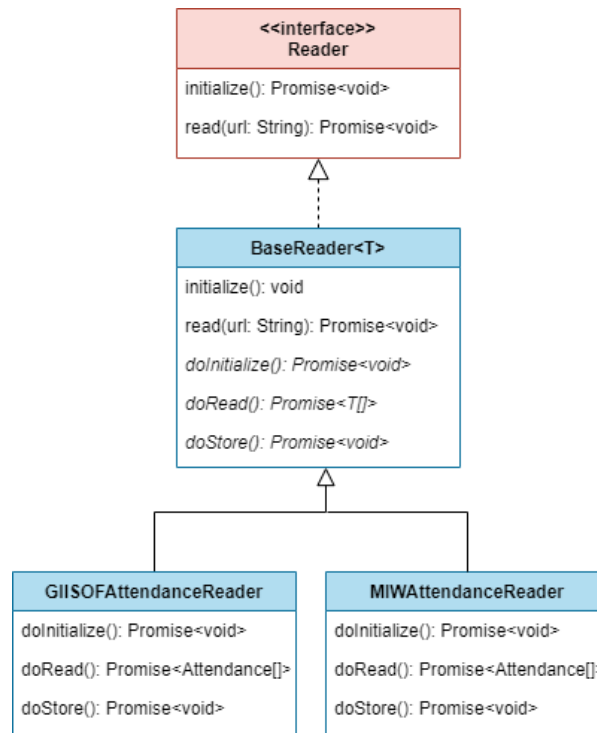 <<interface>>
Reader
initialize(): Promise<void>
read(url: String): Promise<void>
BaseReader<T>
initialize(): void
read(url: String): Promise<void>
doInitialize(): Promise<void>
doRead(): Promise<T[]>
doStore(): Promise<void>
GIISOFAttendanceReader
doInitialize(): Promise<void>
doRead(): Promise<Attendance[]>
doStore(): Promise<void>
MIWAttendanceReader
doInitialize(): Promise<void>
doRead(): Promise<Attendance[]>
doStore(): Promise<void>